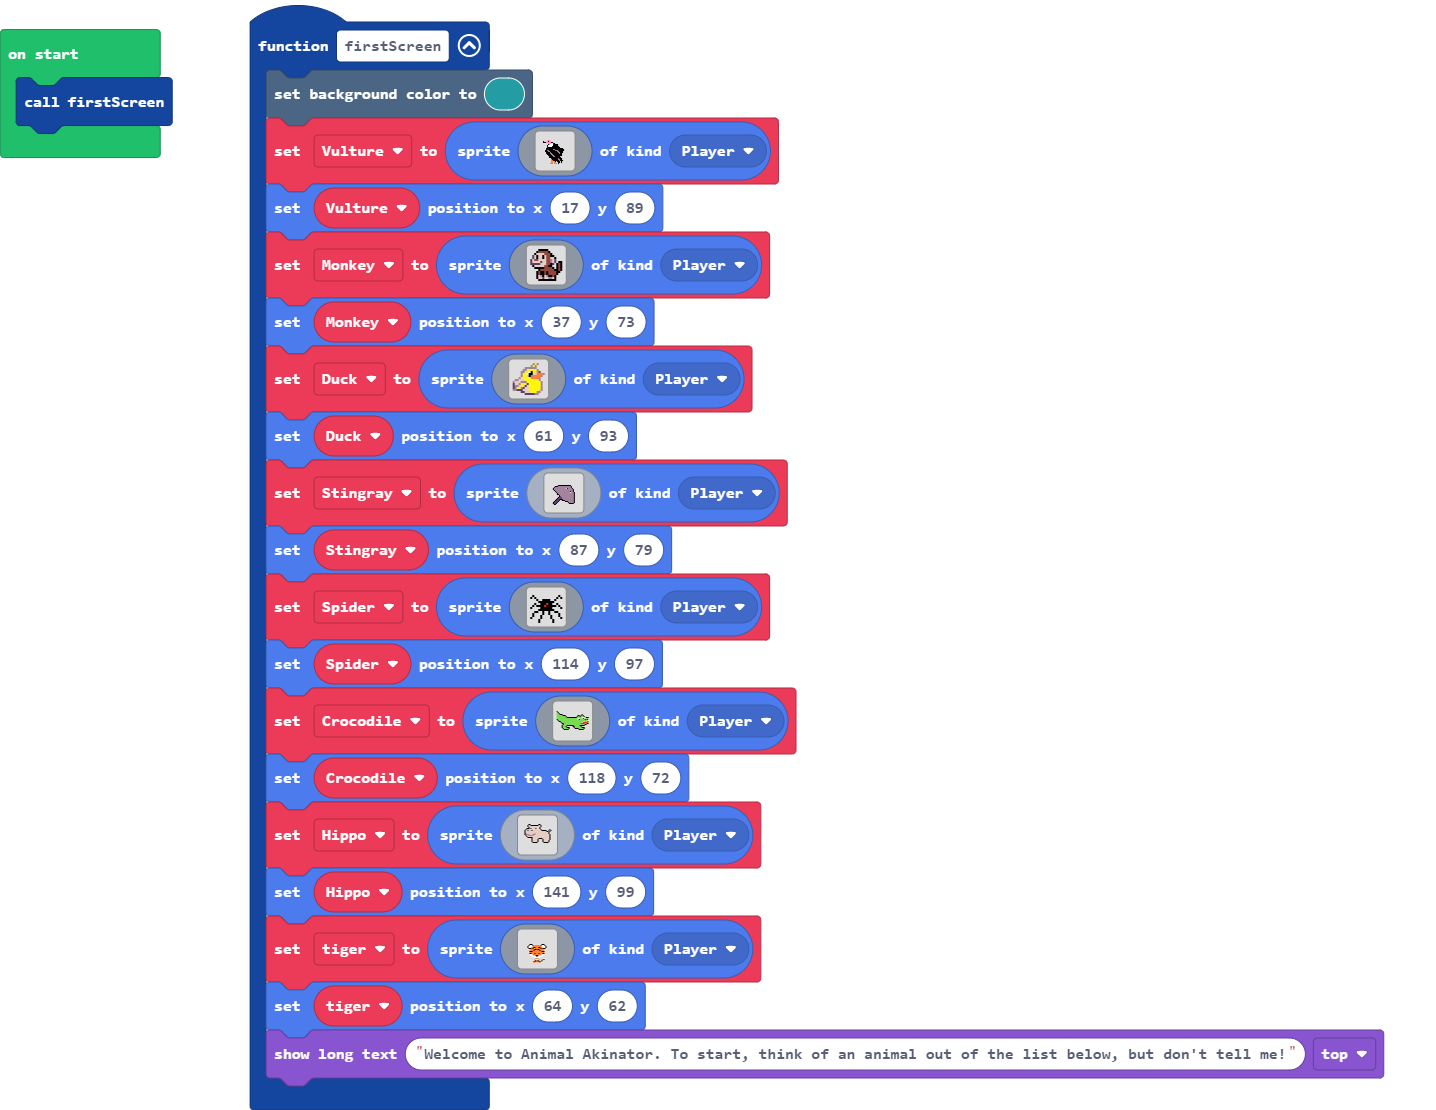 on start
call firstScreen
function firstScreen
set background color to
set Vulture to sprite of kind Player
set Vulture position to x 17 y 89
set Monkey to sprite of kind Player
set Monkey position to x 37 y 73
set Duck to sprite of kind Player
set Duck position to x 61 y 93
set Stingray to sprite of kind Player
set Stingray position to x 87 y 79
set Spider to sprite of kind Player
set Spider position to x 114 y 97
set Crocodile to sprite of kind Player
set Crocodile position to x 118 y 72
set Hippo to sprite of kind Player
set Hippo position to x 141 y 99
set tiger to sprite of kind Player
set tiger position to x 64 y 62
show long text "Welcome to Animal Akinator. To start, think of an animal out of the list below, but don't tell me!" top